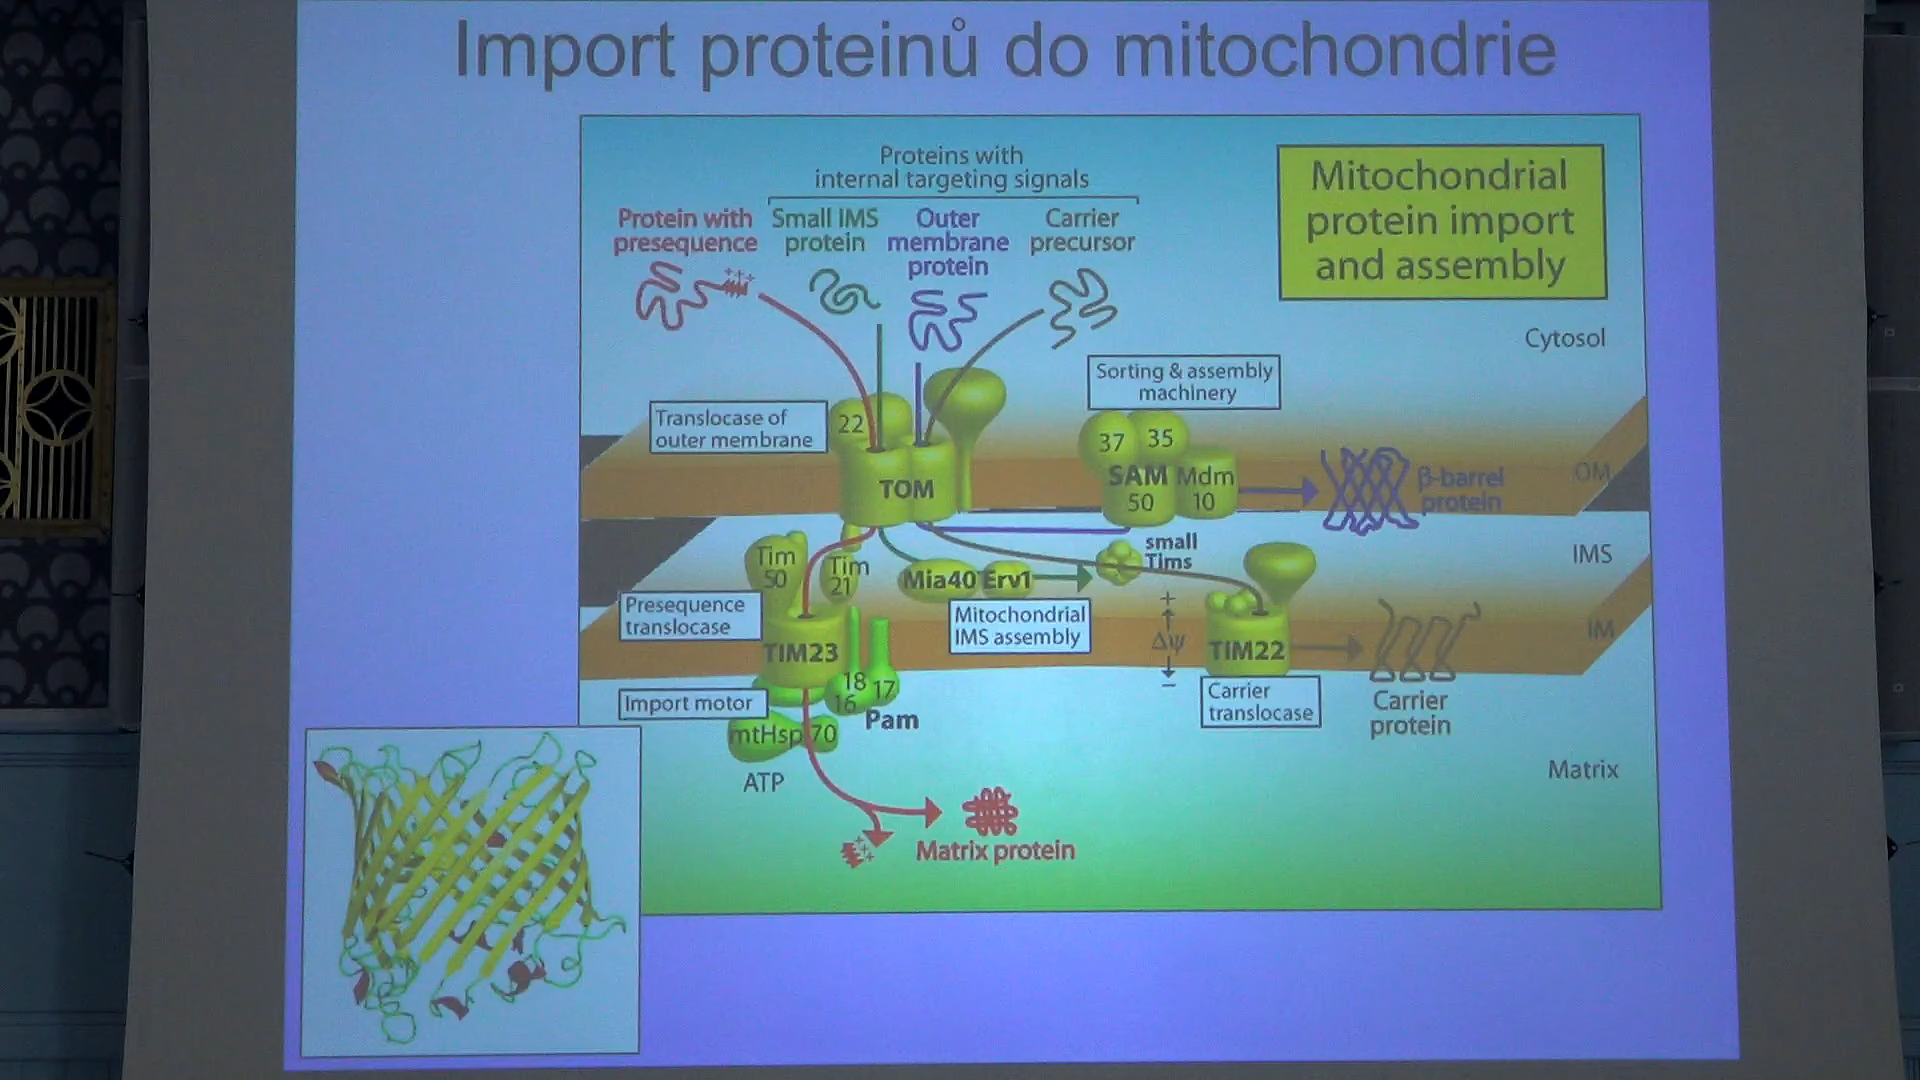 Import proteinů do mitochondrie
Proteins with
internal targeting signals
Protein with
presequence
Small IMS
protein
Outer
membrane
protein
Carrier
precursor
+++
Mitochondrial
protein import
and assembly
Cytosol
Sorting & assembly
machinery
Translocase of
outer membrane
22
TOM
37
35
SAM
50
Mdm
10
β-barrel
protein
OM
Tim
50
Tim
21
Mia40
Erv1
small
Tims
IMS
Presequence
translocase
Mitochondrial
IMS assembly
+
Δψ
–
TIM23
TIM22
IM
Import motor
18
16
17
Pam
Carrier
translocase
Carrier
protein
mtHsp70
ATP
Matrix
+++
Matrix protein